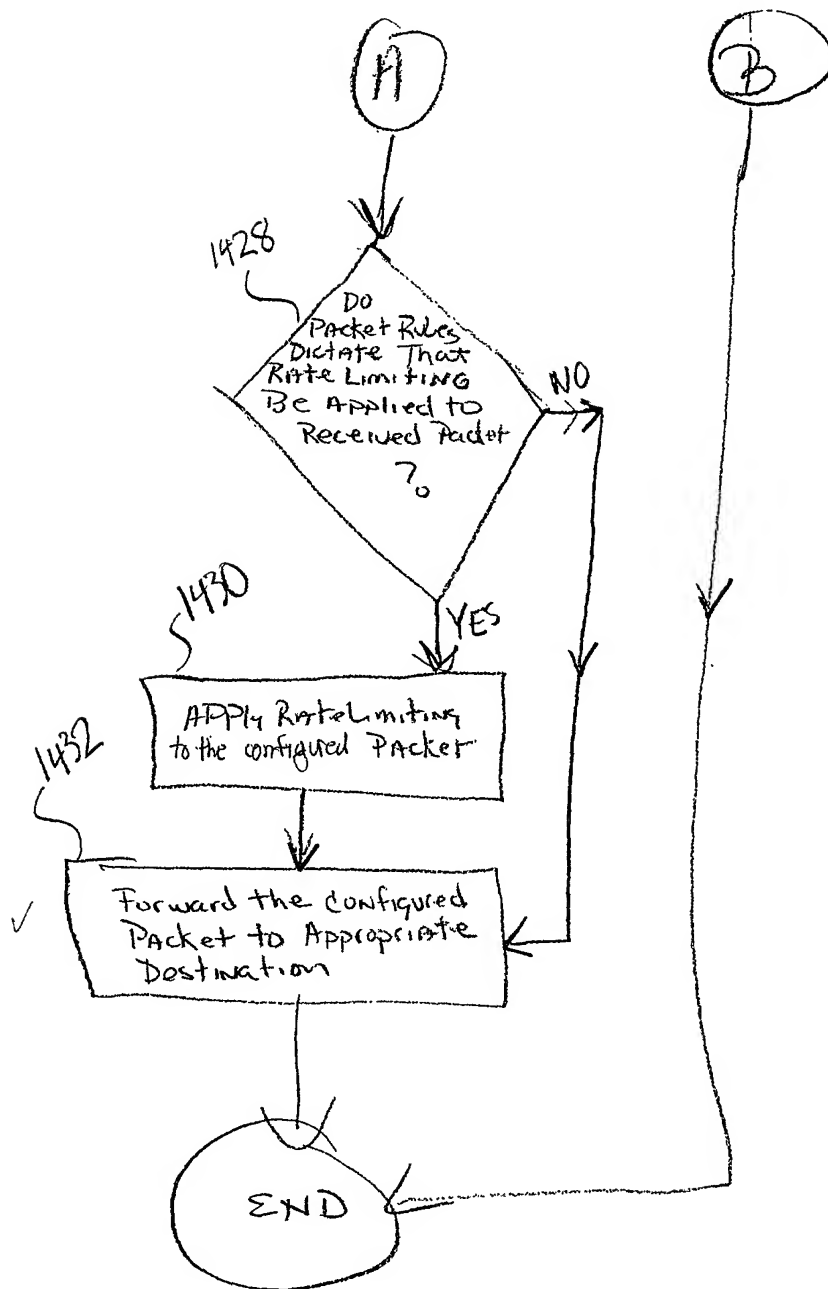 A
B
1428
Do
Packet Rules
Dictate That
Rate Limiting
Be Applied to
Received Packet
?
NO
YES
1430
Apply Rate Limiting
to the configured Packet
1432
Forward the configured
Packet to Appropriate
Destination
END